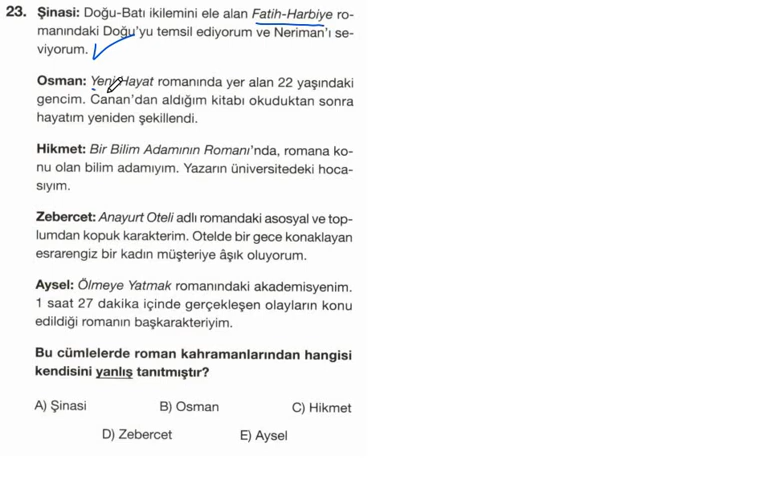 23. Şinasi: Doğu-Batı ikilemini ele alan Fatih-Harbiye ro-
manındaki Doğu'yu temsil ediyorum ve Neriman'ı se-
viyorum.
Osman: Yeni Hayat romanında yer alan 22 yaşındaki
gencim. Canan'dan aldığım kitabı okuduktan sonra
hayatım yeniden şekillendi.
Hikmet: Bir Bilim Adamının Romanı'nda, romana ko-
nu olan bilim adamıyım. Yazarın üniversitedeki hoca-
sıyım.
Zebercet: Anayurt Oteli adlı romandaki asosyal ve top-
lumdan kopuk karakterim. Otelde bir gece konaklayan
esrarengiz bir kadın müşteriye âşık oluyorum.
Aysel: Ölmeye Yatmak romanındaki akademisyenim.
1 saat 27 dakika içinde gerçekleşen olayların konu
edildiği romanın başkarakteriyim.
Bu cümlelerde roman kahramanlarından hangisi
kendisini yanlış tanıtmıştır?
A) Şinasi B) Osman C) Hikmet
D) Zebercet E) Aysel